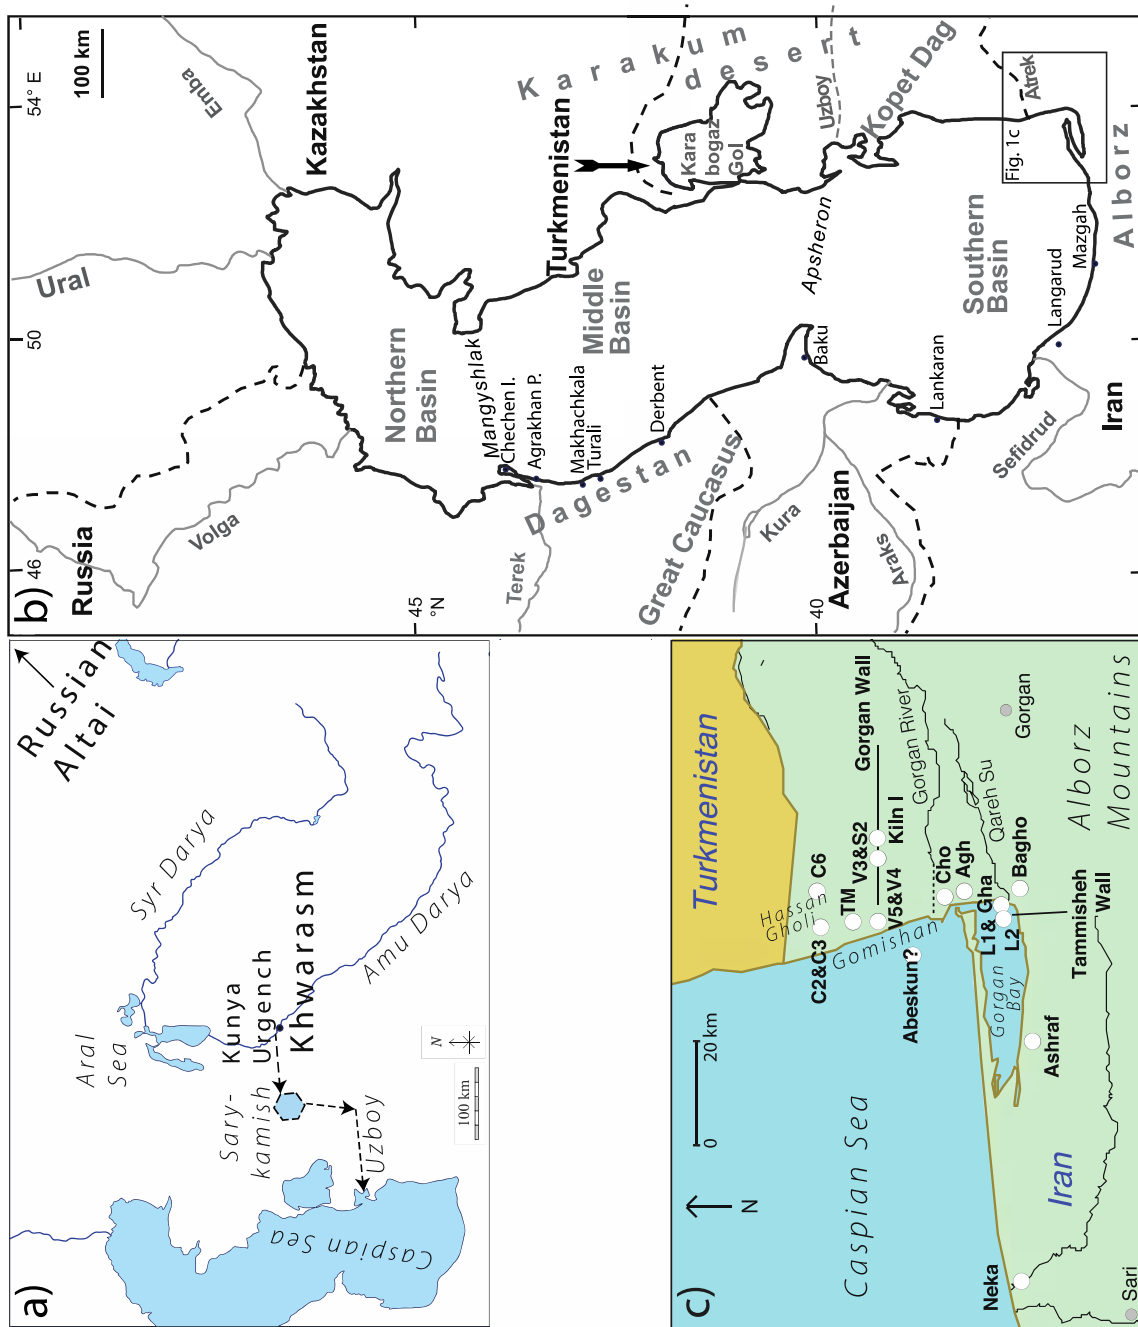 a)
Russian
Altai
Syr Darya
Aral
Sea
Kunya
Urgench
Khwarasm
Amu Darya
Sary-
kamish
Uzboy
Caspian Sea
N
100 km
b)
100 km
54° E
50
46
45
°N
40
Emba
Kazakhstan
Ural
Russia
Volga
Northern
Basin
Mangyshlak
Chechen I.
Agrakhan P.
Makhachkala
Turali
Derbent
Terek
Dagestan
Turkmenistan
Middle
Basin
Karakum
desert
Kara
bogaz
Gol
Uzboy
Kopet Dag
Apsheron
Baku
Great Caucasus
Kura
Azerbaijan
Araks
Lankaran
Southern
Basin
Fig. 1c
Atrek
Langarud
Mazgah
Alborz
Sefidrud
Iran
c)
Turkmenistan
Gorgan Wall
Gorgan River
Kiln I
V3&S2
C6
TM
Hassan
Gholi
C2&C3
V5&V4
Gomishan
Cho
Agh
Qareh Su
Gorgan
Abeskun?
L1&
Gha
L2
Bagho
Gorgan
Bay
Tammisheh
Wall
Alborz
Mountains
Ashraf
20 km
0
N
Caspian Sea
Iran
Neka
Sari